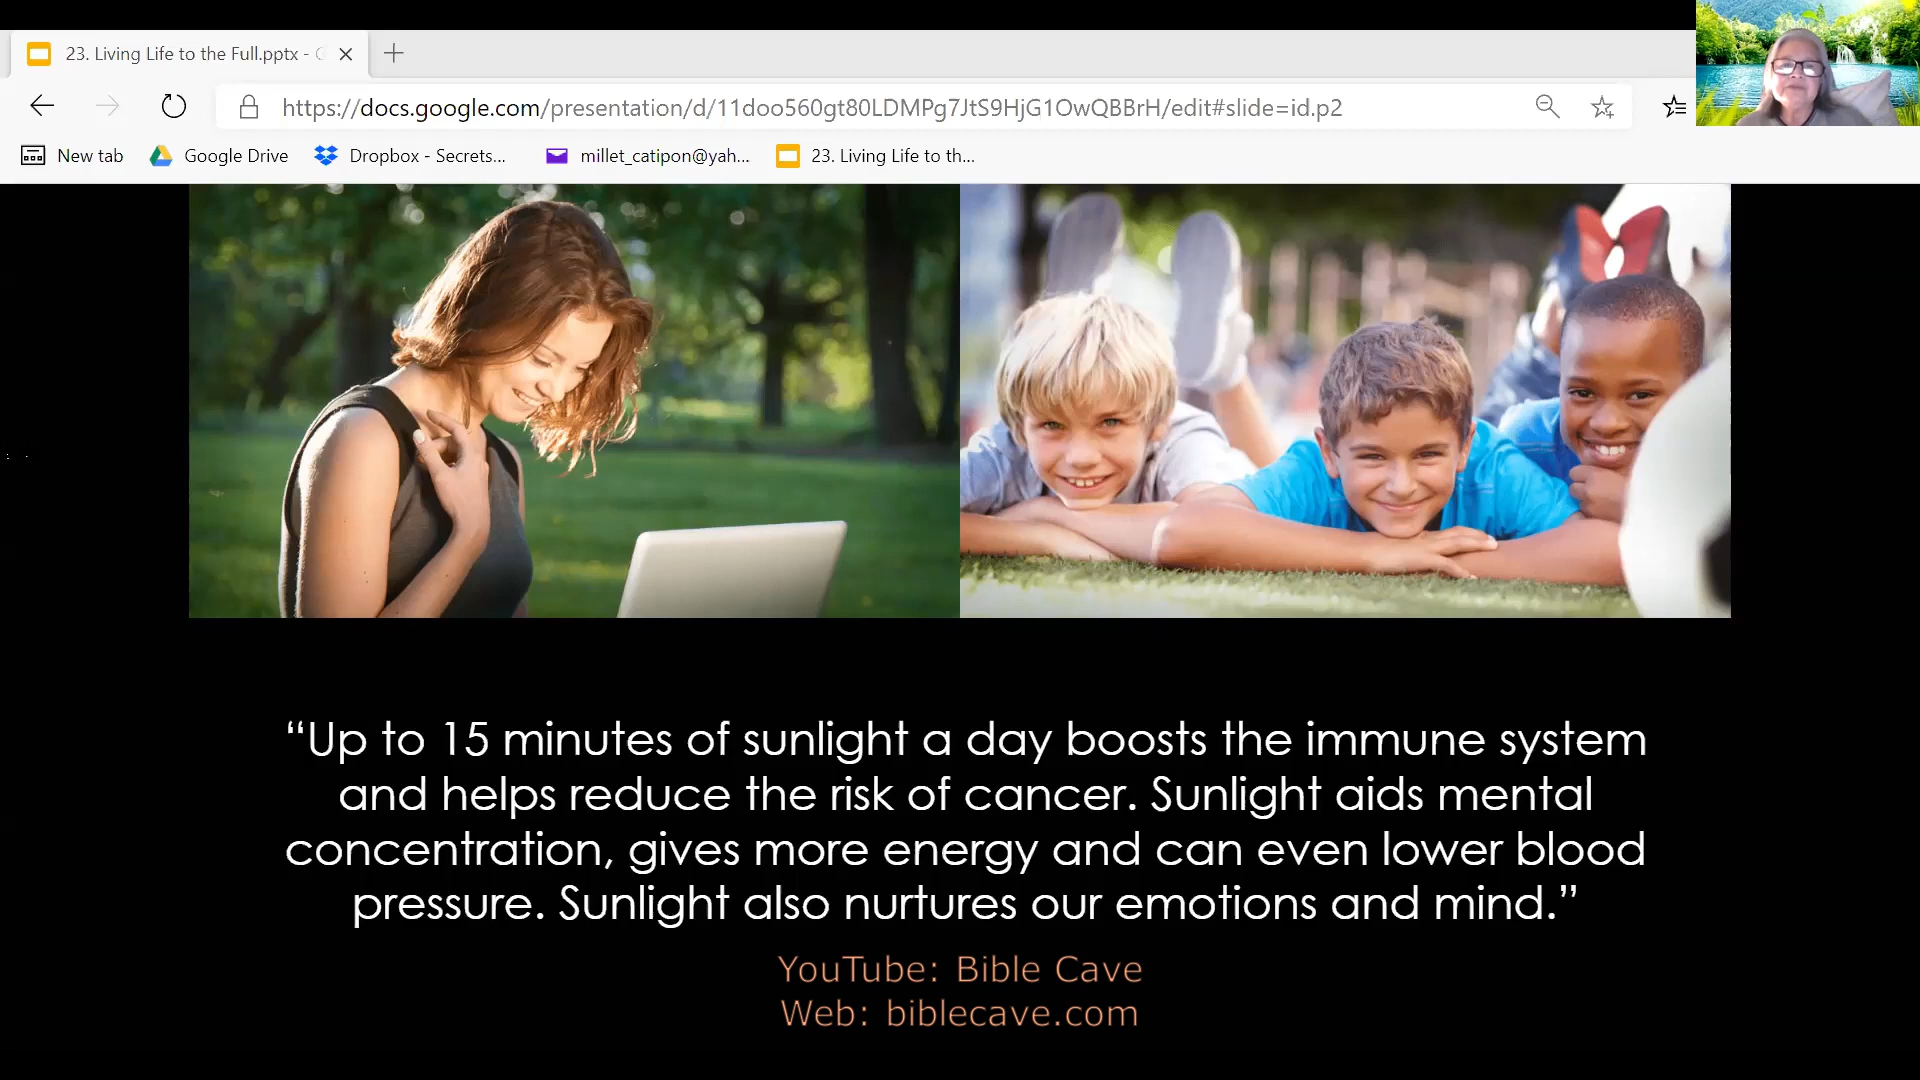 23. Living Life to the Full.pptx -
https://docs.google.com/presentation/d/11doo560gt80LDMPg7JtS9HjG1OwQBBrH/edit#slide=id.p2
New tab
Google Drive
Dropbox - Secrets...
millet_catipon@yah...
23. Living Life to th...
“Up to 15 minutes of sunlight a day boosts the immune system
and helps reduce the risk of cancer. Sunlight aids mental
concentration, gives more energy and can even lower blood
pressure. Sunlight also nurtures our emotions and mind.”
YouTube: Bible Cave
Web: biblecave.com